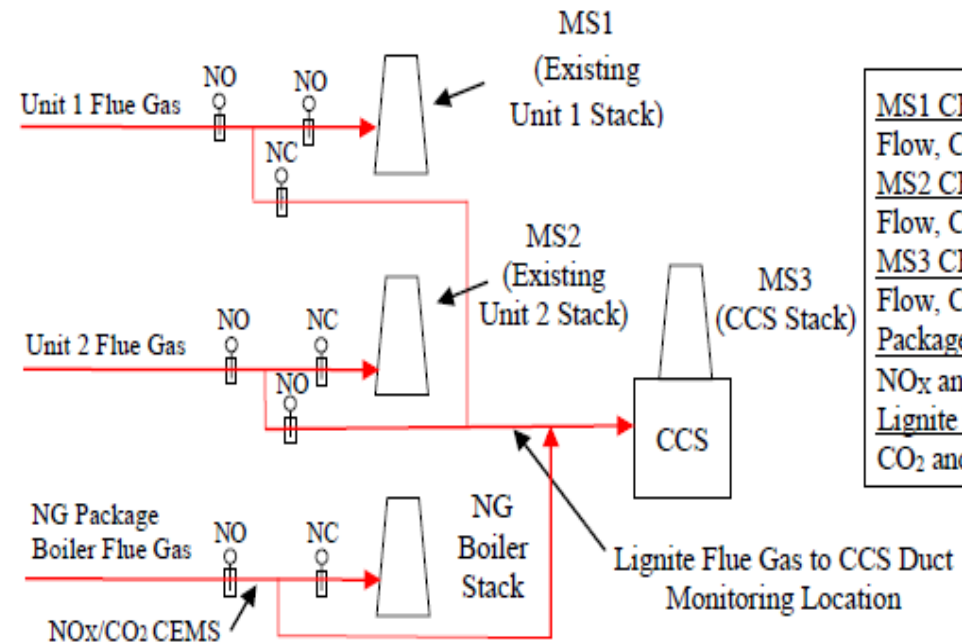 MS1
(Existing
Unit 1 Stack)
NO
NO
Unit 1 Flue Gas
NC
MS2
(Existing
Unit 2 Stack)
NO
NC
Unit 2 Flue Gas
NO
MS3
(CCS Stack)
CCS
NG Package
Boiler Flue Gas
NO
NC
NG
Boiler
Stack
NOx/CO₂ CEMS
Lignite Flue Gas to CCS Duct
Monitoring Location
MS1
Flow,
MS2
Flow,
MS3
Flow,
Package
NOX
Lignite
CO₂